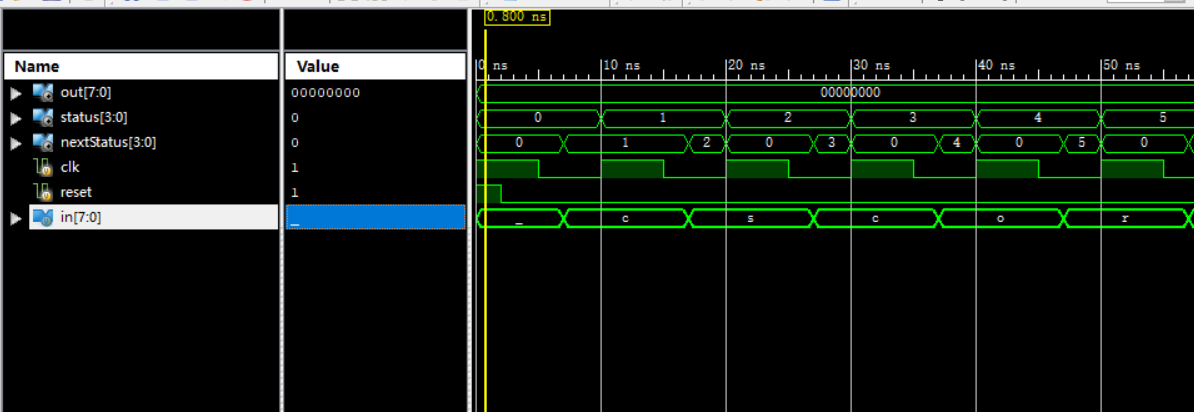 0.800 ns
Name Value 0 ns 10 ns 20 ns 30 ns 40 ns 50 ns
out[7:0] 00000000 00000000
status[3:0] 0 0 1 2 3 4 5
nextStatus[3:0] 0 0 1 2 0 3 0 4 0 5 0
clk 1
reset 1
in[7:0] _ _ c s c o r